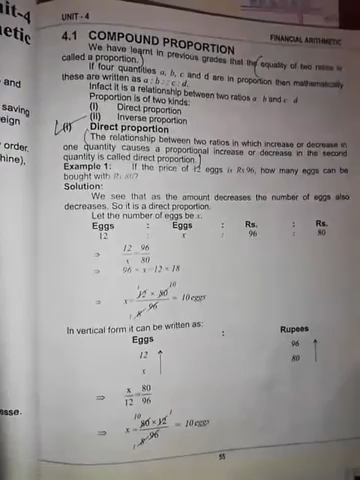 nit-4
netic
and
saving
eign
order.
hine),
esse.
UNIT - 4
FINANCIAL ARITHMETIC
4.1 COMPOUND PROPORTION
We have learnt in previous grades that the equality of two ratios is
called a proportion.
If four quantities a, b, c and d are in proportion then mathematically
these are written as a : b : : c : d.
Infact it is a relationship between two ratios a b and c d
Proportion is of two kinds:
(i) Direct proportion
(ii) Inverse proportion
(i) Direct proportion
The relationship between two ratios in which increase or decrease in
one quantity causes a proportional increase or decrease in the second
quantity is called direct proportion.
Example 1: If the price of 12 eggs is Rs.96, how many eggs can be
bought with Rs.80?
Solution:
We see that as the amount decreases the number of eggs also
decreases. So it is a direct proportion.
Let the number of eggs be x.
Eggs : Eggs : Rs. : Rs.
12 : x : 96 : 80
⇒ 12/x = 96/80
⇒ 96 × x = 12 ×
⇒ x = 12 × 80 / 96 = 10 eggs
In vertical form it can be written as:
Eggs : Rupees
12 96
x 80
⇒ x/12 = 80/96
⇒ x = 80 × 12 / 96 = 10 eggs
55